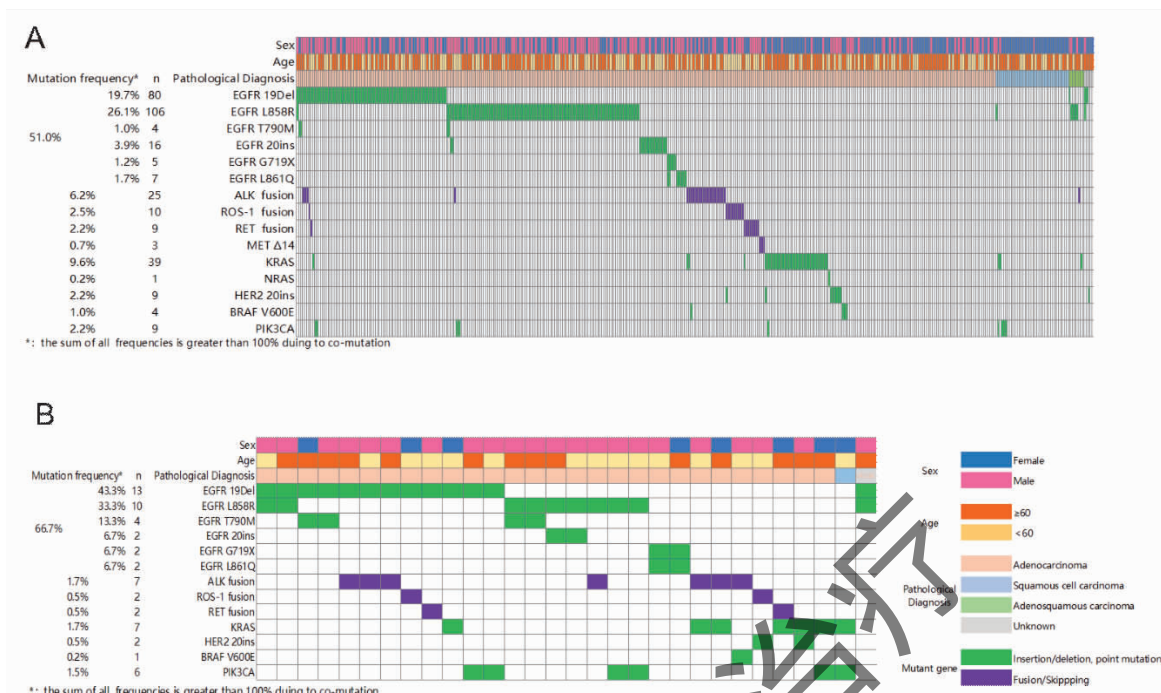 A
Sex
Age
Mutation frequency* n Pathological Diagnosis
19.7% 80 EGFR 19Del
26.1% 106 EGFR L858R
1.0% 4 EGFR T790M
51.0%
3.9% 16 EGFR 20ins
1.2% 5 EGFR G719X
1.7% 7 EGFR L861Q
6.2% 25 ALK fusion
2.5% 10 ROS-1 fusion
2.2% 9 RET fusion
0.7% 3 MET Δ14
9.6% 39 KRAS
0.2% 1 NRAS
2.2% 9 HER2 20ins
1.0% 4 BRAF V600E
2.2% 9 PIK3CA
*: the sum of all frequencies is greater than 100% duing to co-mutation
B
Sex
Age
Mutation frequency* n Pathological Diagnosis
43.3% 13 EGFR 19Del
33.3% 10 EGFR L858R
66.7%
13.3% 4 EGFR T790M
6.7% 2 EGFR 20ins
6.7% 2 EGFR G719X
6.7% 2 EGFR L861Q
1.7% 7 ALK fusion
0.5% 2 ROS-1 fusion
0.5% 2 RET fusion
1.7% 7 KRAS
0.5% 2 HER2 20ins
0.2% 1 BRAF V600E
1.5% 6 PIK3CA
*: the sum of all frequencies is greater than 100% duing to co-mutation
Sex
Female
Male
Age
≥60
<60
Pathological Diagnosis
Adenocarcinoma
Squamous cell carcinoma
Adenosquamous carcinoma
Unknown
Mutant gene
Insertion/deletion, point mutation
Fusion/Skippping